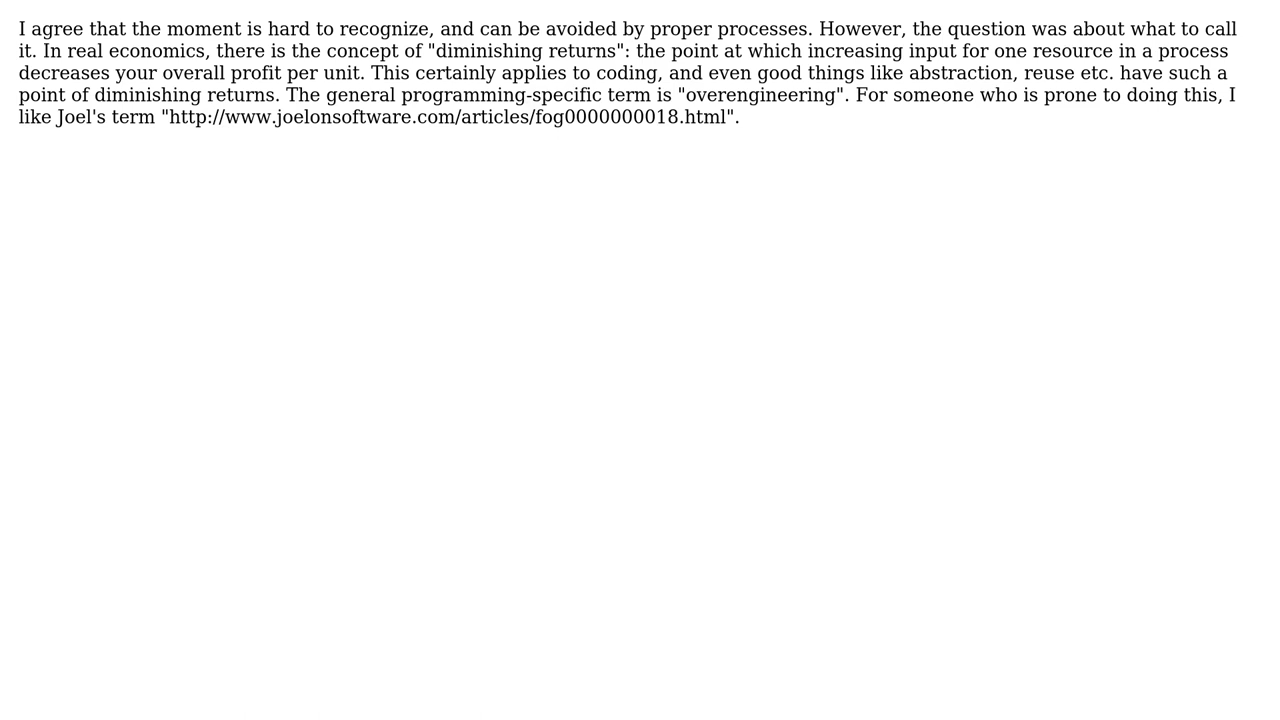 I agree that the moment is hard to recognize, and can be avoided by proper processes. However, the question was about what to call
it. In real economics, there is the concept of "diminishing returns": the point at which increasing input for one resource in a process
decreases your overall profit per unit. This certainly applies to coding, and even good things like abstraction, reuse etc. have such a
point of diminishing returns. The general programming-specific term is "overengineering". For someone who is prone to doing this, I
like Joel's term "http://www.joelonsoftware.com/articles/fog0000000018.html".